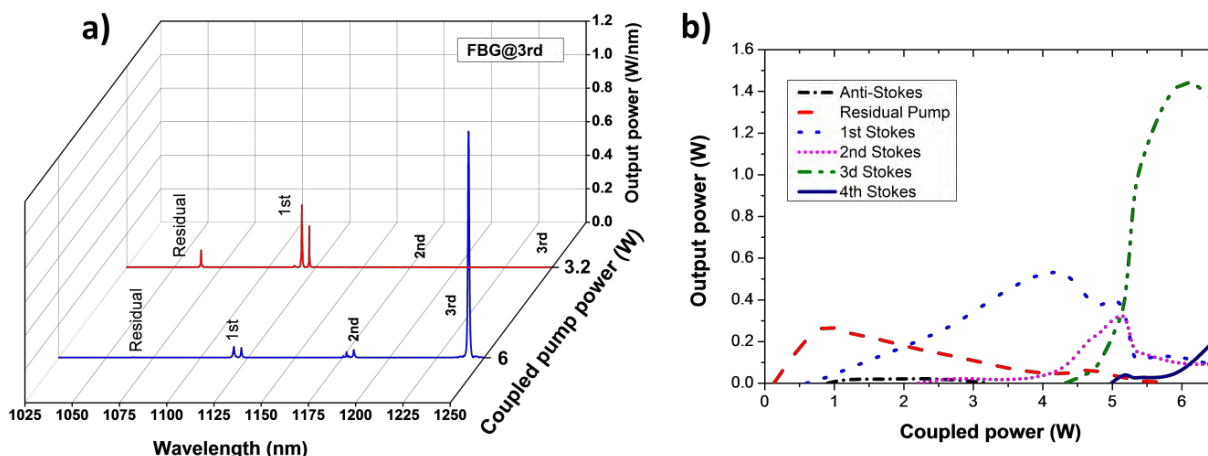 a)
FBG@3rd
1.2
1.0
0.8
0.6
0.4
0.2
0.0
Output power (W/nm)
Residual
1st
2nd
3rd
3.2
Residual
1st
2nd
3rd
6
Coupled pump power (W)
1025 1050 1075 1100 1125 1150 1175 1200 1250
Wavelength (nm)
b)
1.6
1.4
1.2
1.0
0.8
0.6
0.4
0.2
0.0
Output power (W)
Anti-Stokes
Residual Pump
1st Stokes
2nd Stokes
3d Stokes
4th Stokes
0 1 2 3 4 5 6
Coupled power (W)